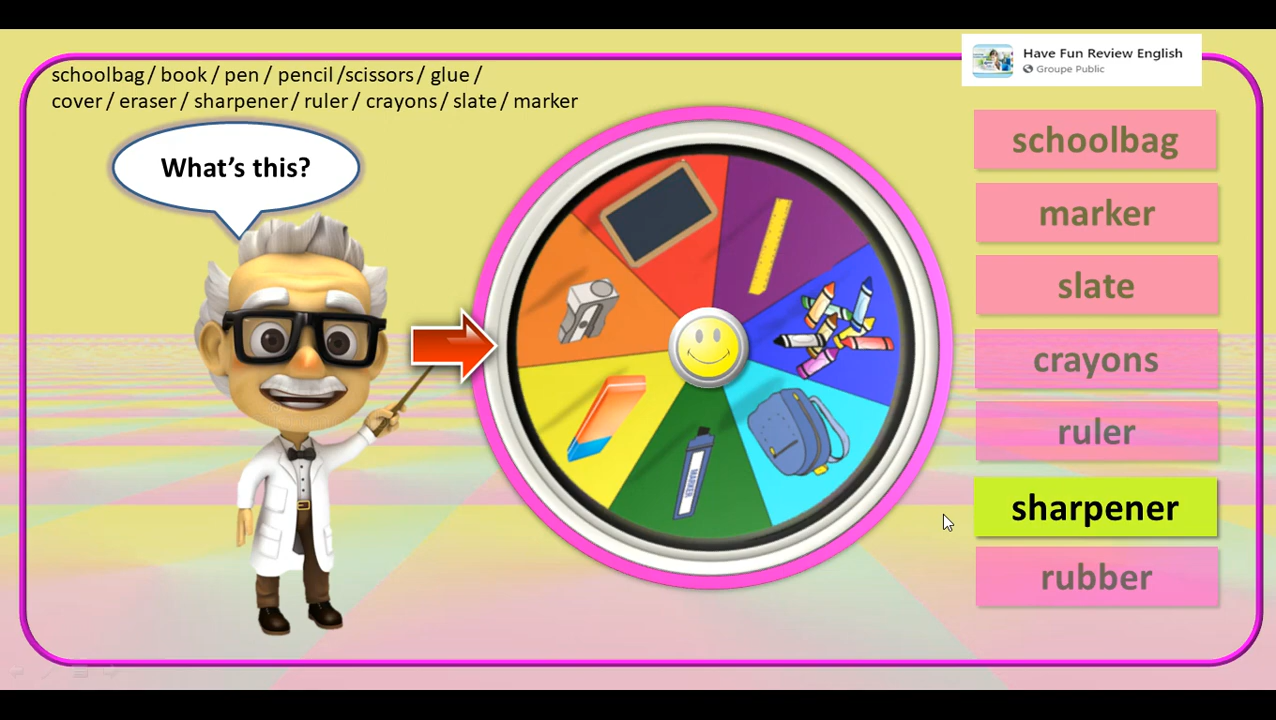 schoolbag / book / pen / pencil /scissors / glue /
cover / eraser / sharpener / ruler / crayons / slate / marker
Have Fun Review English
Groupe Public
What's this?
schoolbag
marker
slate
crayons
ruler
sharpener
rubber
MARKER